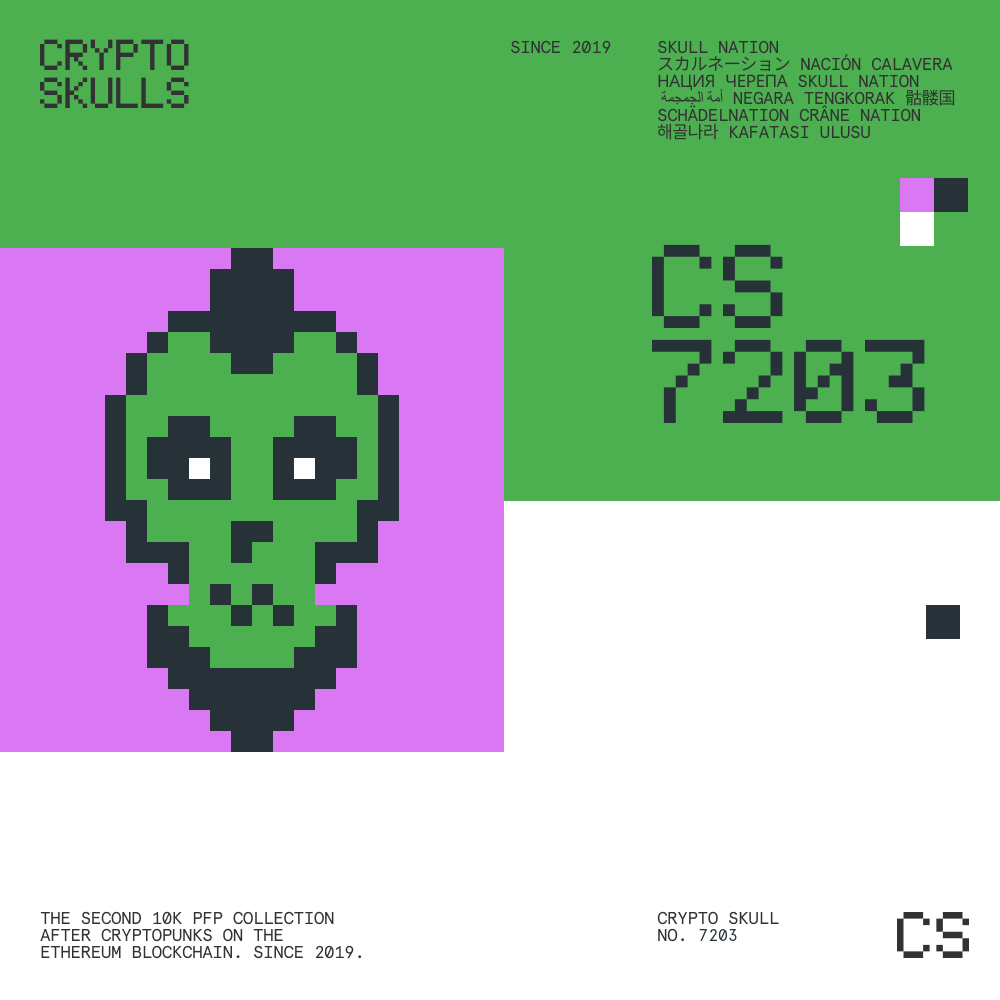 CRYPTO
SKULLS
SINCE 2019
SKULL NATION
スカルネーション NACIÓN CALAVERA
НАЦИЯ ЧЕРЕПА SKULL NATION
أمة الجمجمة NEGARA TENGKORAK 骷髅国
SCHÄDELNATION CRÂNE NATION
해골나라 KAFATASI ULUSU
CS
7203
THE SECOND 10K PFP COLLECTION
AFTER CRYPTOPUNKS ON THE
ETHEREUM BLOCKCHAIN. SINCE 2019.
CRYPTO SKULL
NO. 7203
CS